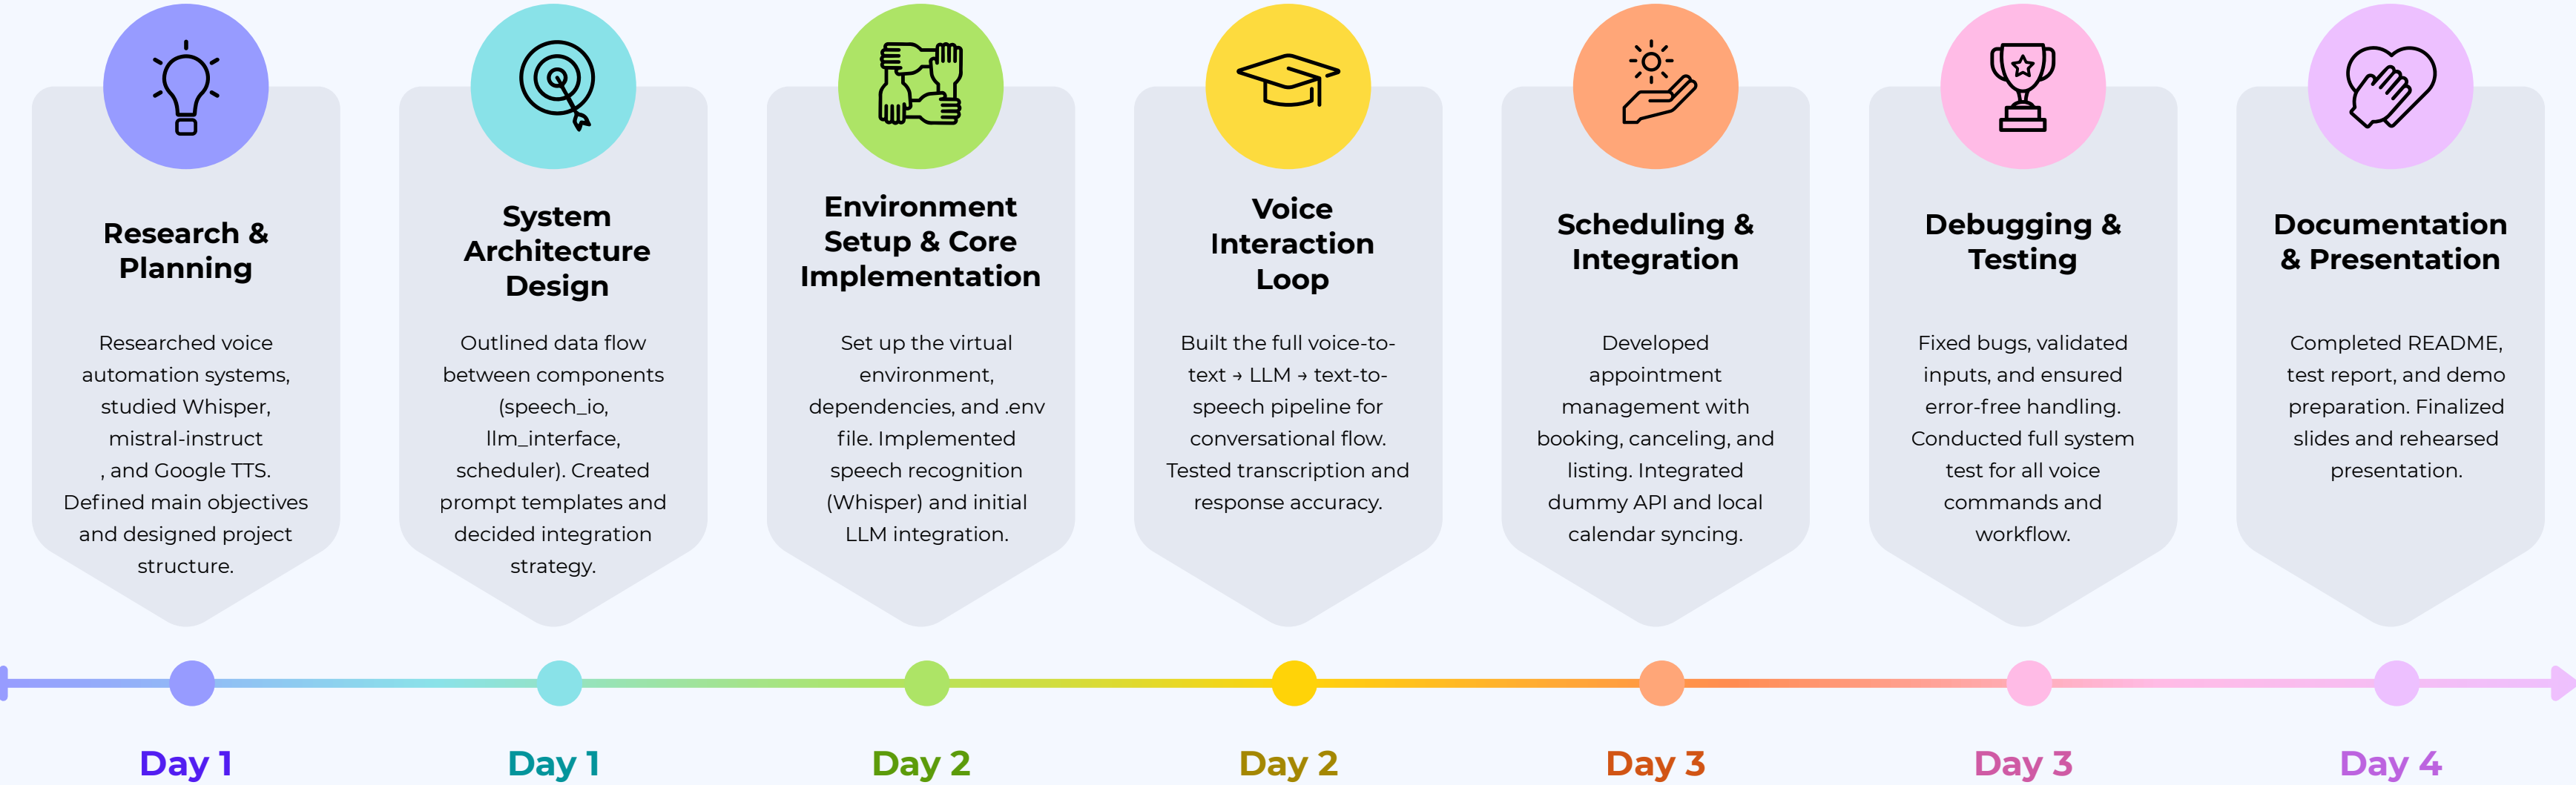 Research &
Planning
Researched voice
automation systems,
studied Whisper,
mistral-instruct
, and Google TTS.
Defined main objectives
and designed project
structure.
System
Architecture
Design
Outlined data flow
between components
(speech_io,
llm_interface,
scheduler). Created
prompt templates and
decided integration
strategy.
Environment
Setup & Core
Implementation
Set up the virtual
environment,
dependencies, and .env
file. Implemented
speech recognition
(Whisper) and initial
LLM integration.
Voice
Interaction
Loop
Built the full voice-to-
text → LLM → text-to-
speech pipeline for
conversational flow.
Tested transcription and
response accuracy.
Scheduling &
Integration
Developed
appointment
management with
booking, canceling, and
listing. Integrated
dummy API and local
calendar syncing.
Debugging &
Testing
Fixed bugs, validated
inputs, and ensured
error-free handling.
Conducted full system
test for all voice
commands and
workflow.
Documentation
& Presentation
Completed README,
test report, and demo
preparation. Finalized
slides and rehearsed
presentation.
Day 1
Day 1
Day 2
Day 2
Day 3
Day 3
Day 4